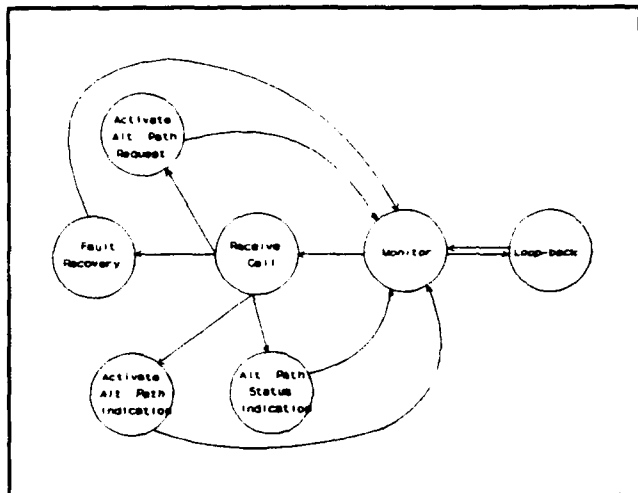 Activate
Alt Path
Request
Fault
Recovery
Receive
Call
Monitor
Loop-back
Activate
Alt Path
Indication
Alt Path
Status
Indication